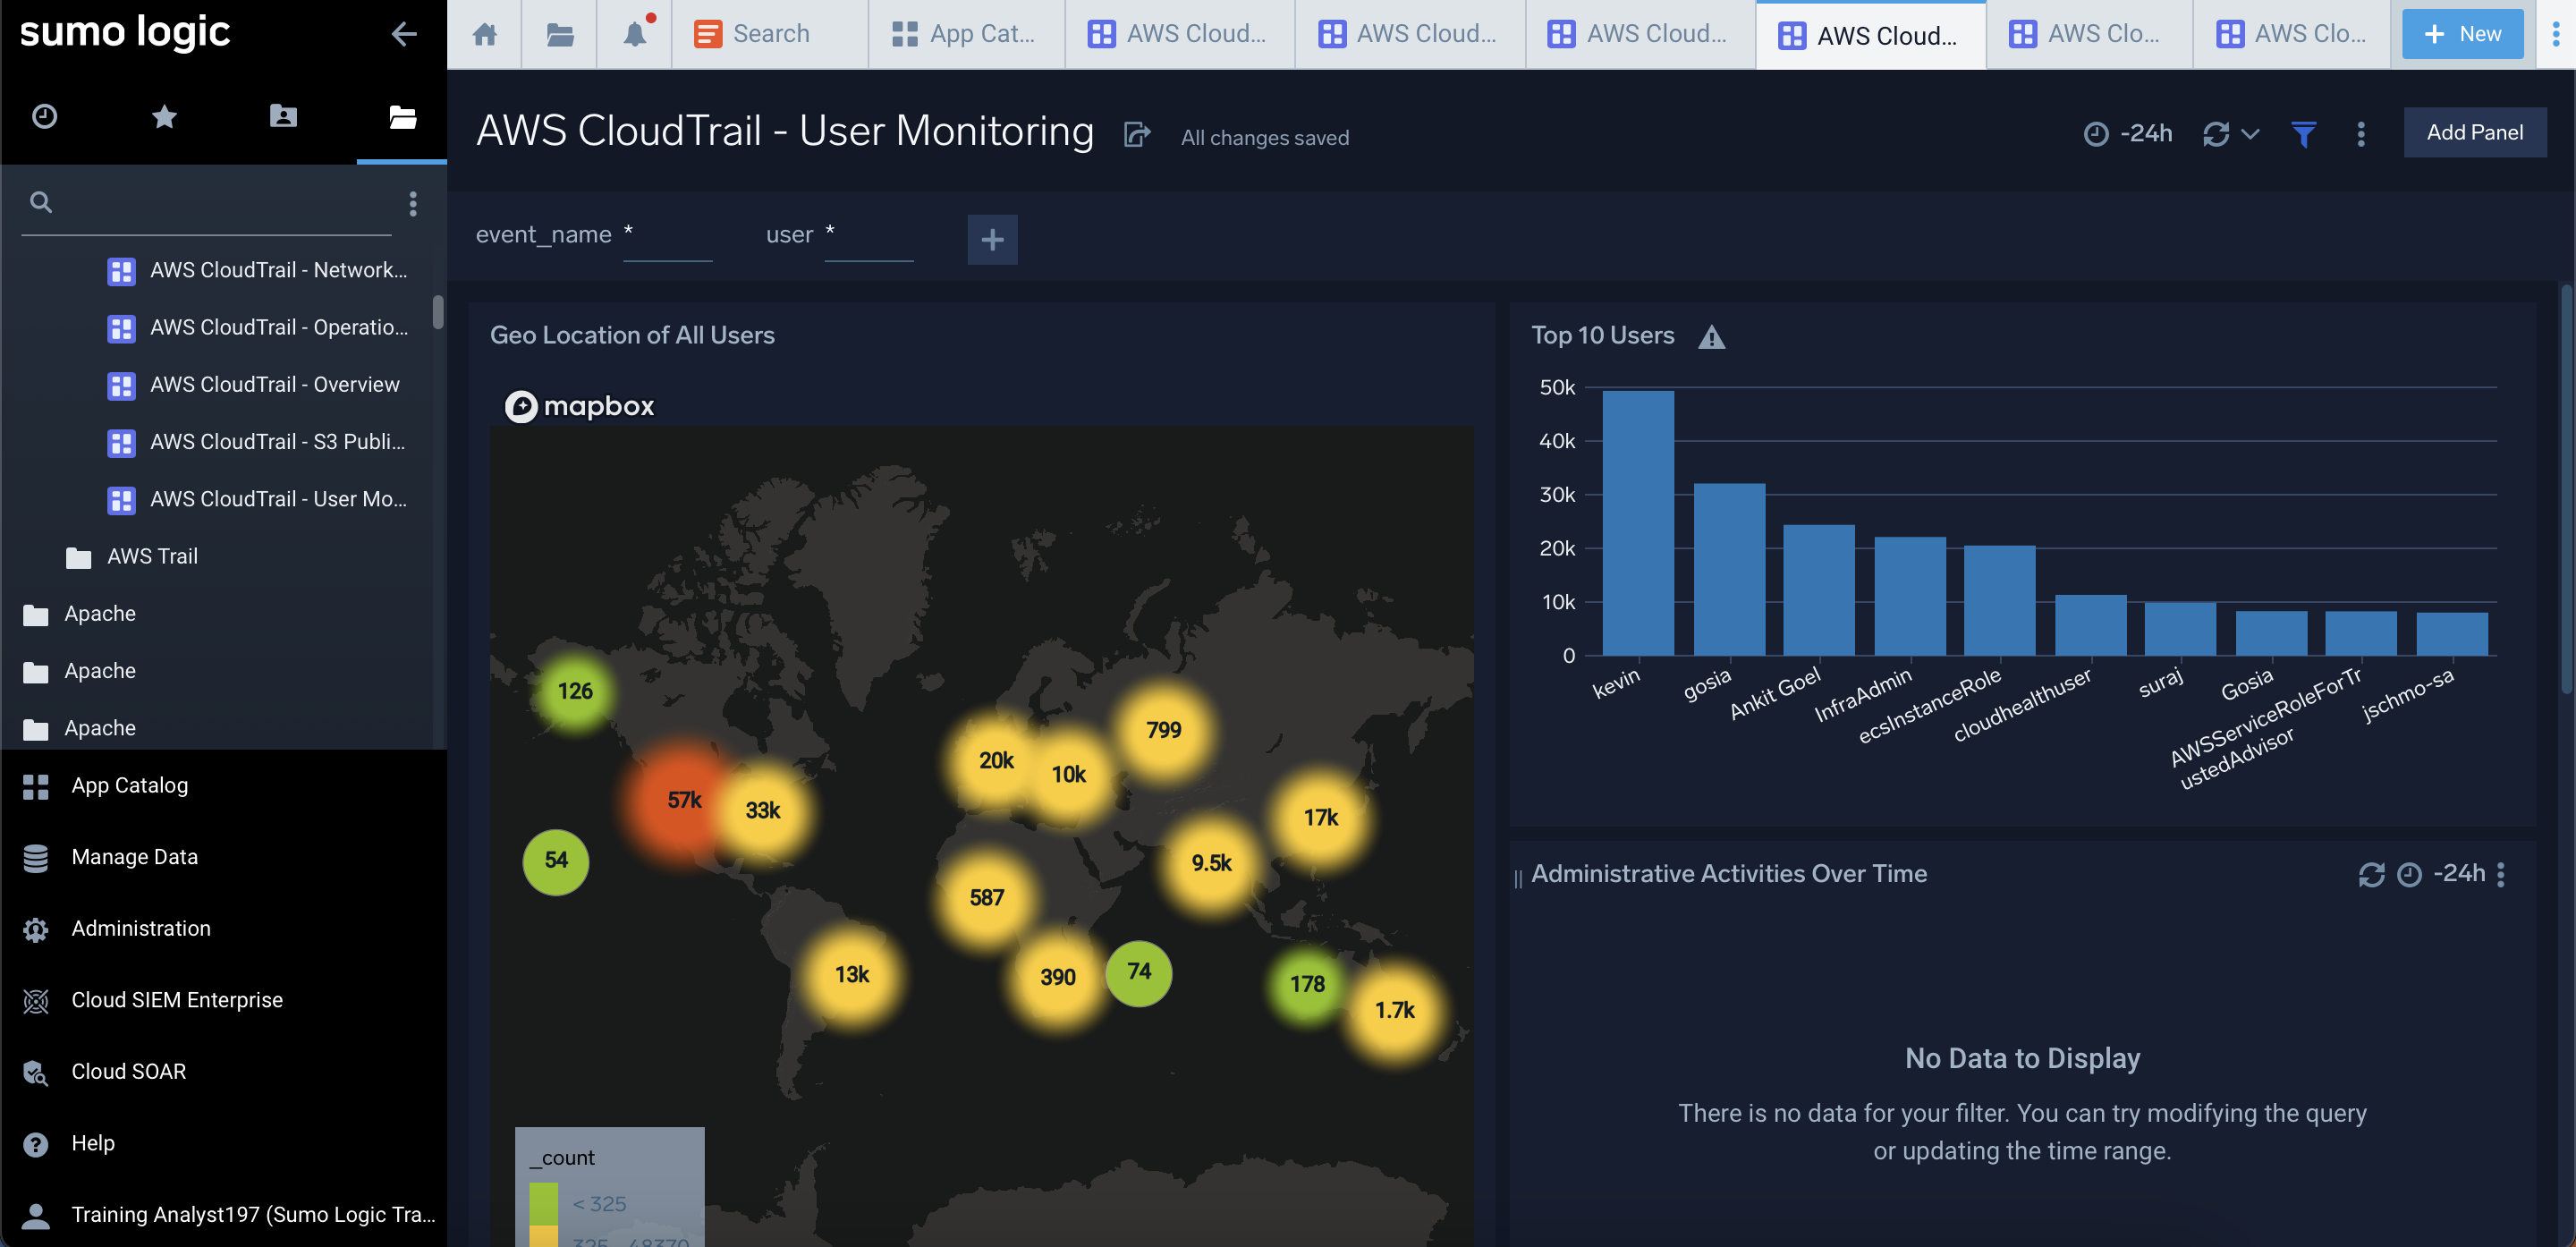 sumo logic
Search
App Cat...
AWS Cloud...
AWS Cloud...
AWS Cloud...
AWS Cloud...
AWS Clo...
AWS Clo...
+ New
AWS CloudTrail - User Monitoring
All changes saved
-24h
Add Panel
event_name *
user *
AWS CloudTrail - Network...
AWS CloudTrail - Operatio...
AWS CloudTrail - Overview
AWS CloudTrail - S3 Publi...
AWS CloudTrail - User Mo...
AWS Trail
Apache
Apache
Apache
App Catalog
Manage Data
Administration
Cloud SIEM Enterprise
Cloud SOAR
Help
Training Analyst197 (Sumo Logic Tra...
Geo Location of All Users
mapbox
126
57k
33k
54
20k
10k
799
17k
9.5k
587
13k
390
74
178
1.7k
_count
< 325
325 - 48370
Top 10 Users
50k
40k
30k
20k
10k
0
kevin
gosia
Ankit Goel
InfraAdmin
ecsInstanceRole
cloudhealthuser
suraj
Gosia
AWSServiceRoleForTr
ustedAdvisor
jschmo-sa
Administrative Activities Over Time
-24h
No Data to Display
There is no data for your filter. You can try modifying the query
or updating the time range.